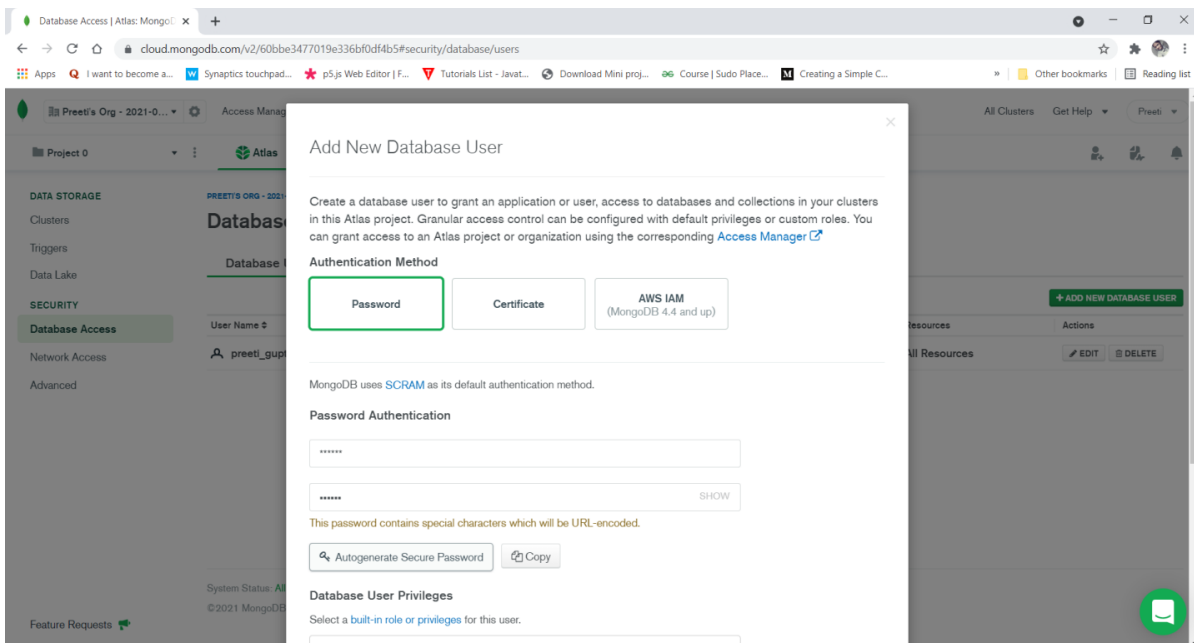 Database Access | Atlas: MongoD
cloud.mongodb.com/v2/60bbe3477019e336bf0df4b5#security/database/users
Apps Q I want to become a... W Synaptics touchpad... p5.js Web Editor | F... Tutorials List - Javat... Download Mini proj... Course | Sudo Place... M Creating a Simple C... » Other bookmarks Reading list
Preeti's Org - 2021-0... Access Manag All Clusters Get Help Preeti
Project 0 Atlas
Add New Database User
DATA STORAGE
Clusters
Triggers
Data Lake
SECURITY
Database Access
Network Access
Advanced
PREETI'S ORG - 2021-
Databas
Database
User Name
preeti_gupt
Create a database user to grant an application or user, access to databases and collections in your clusters
in this Atlas project. Granular access control can be configured with default privileges or custom roles. You
can grant access to an Atlas project or organization using the corresponding Access Manager
Authentication Method
Password Certificate AWS IAM
(MongoDB 4.4 and up)
MongoDB uses SCRAM as its default authentication method.
Password Authentication
******
•••••• SHOW
This password contains special characters which will be URL-encoded.
Autogenerate Secure Password Copy
Database User Privileges
Select a built-in role or privileges for this user.
+ ADD NEW DATABASE USER
Resources Actions
All Resources EDIT DELETE
System Status: All
©2021 MongoDB
Feature Requests